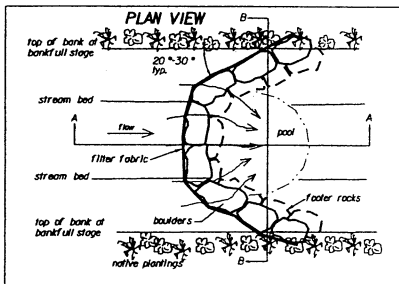 PLAN VIEW
B
top of bank at
bankfull stage
20°-30°
typ.
stream bed
A
A
flow
pool
filter fabric
stream bed
boulders
footer rocks
top of bank at
bankfull stage
native plantings
B